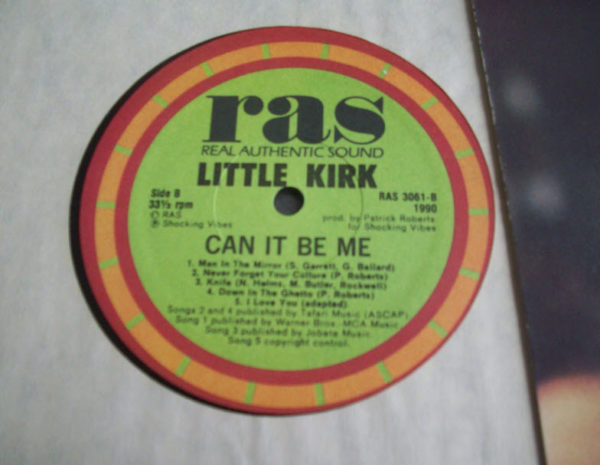 ras
REAL AUTHENTIC SOUND
LITTLE KIRK
Side B
33⅓ rpm
© RAS
℗ Shocking Vibes
RAS 3061-B
1990
prod. by Patrick Roberts
for Shocking Vibes
CAN IT BE ME
1. Man In The Mirror (S. Garrett, G. Ballard)
2. Never Forget Your Culture (P. Roberts)
3. Knife (N. Helms, M. Butler, Rockwell)
4. Down In The Ghetto (P. Roberts)
5. I Love You (adapted)
Songs 2 and 4 published by Tafari Music (ASCAP)
Song 1 published by Warner Bros.-MCA Music.
Song 3 published by Jobete Music.
Song 5 copyright control.